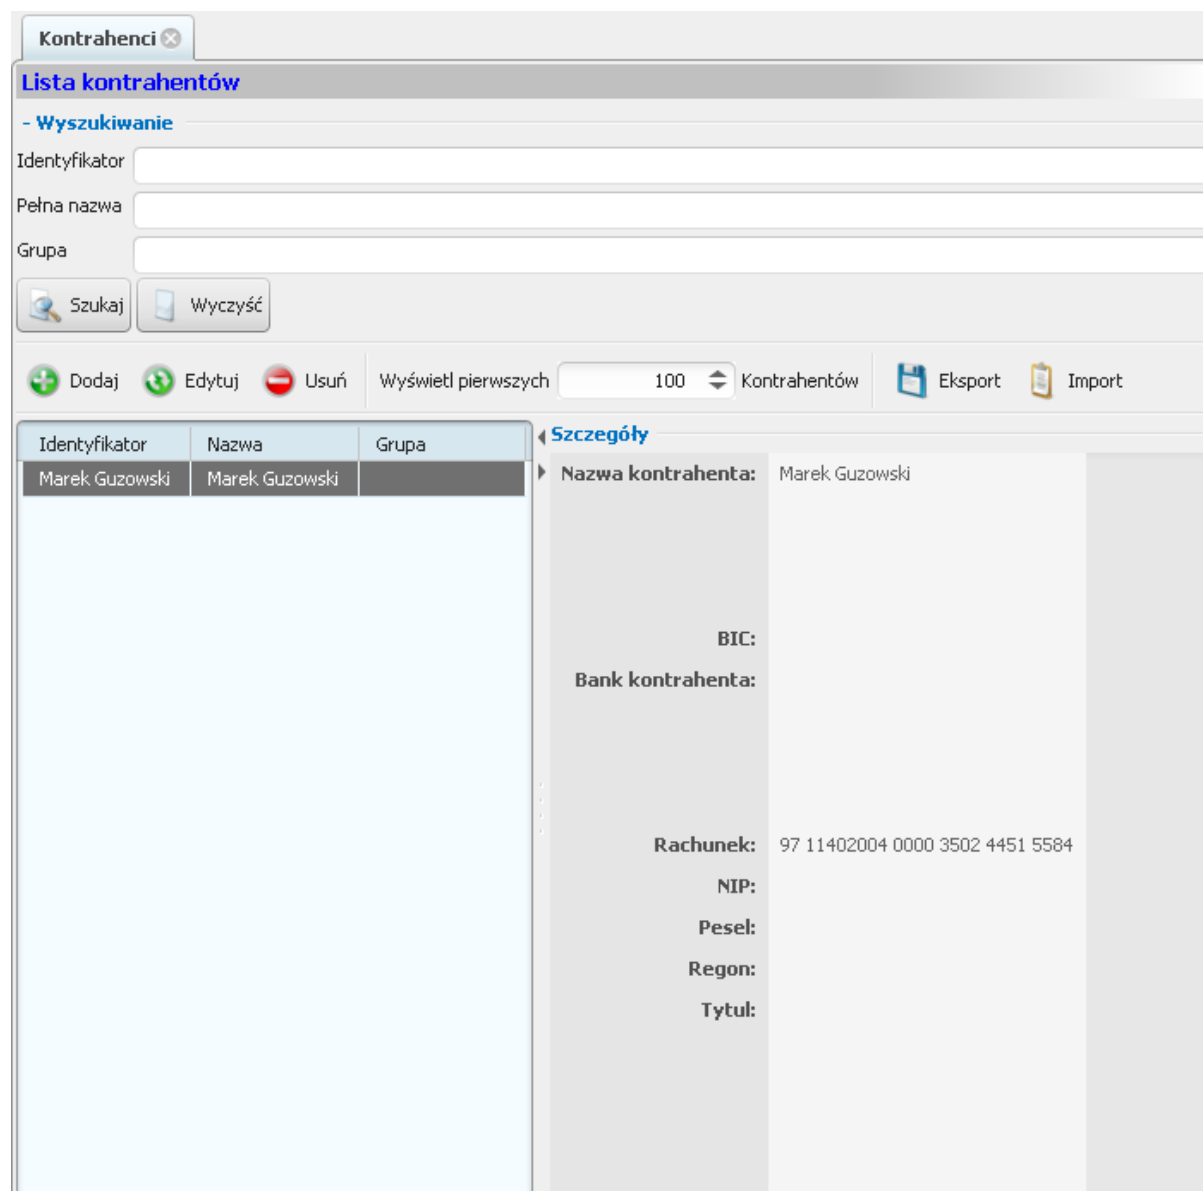 Kontrahenci
Lista kontrahentów
- Wyszukiwanie
Identyfikator
Pełna nazwa
Grupa
Szukaj Wyczyść
Dodaj Edytuj Usuń Wyświetl pierwszych 100 Kontrahentów Eksport Import
Identyfikator Nazwa Grupa
Marek Guzowski Marek Guzowski
Szczegóły
Nazwa kontrahenta: Marek Guzowski
BIC:
Bank kontrahenta:
Rachunek: 97 11402004 0000 3502 4451 5584
NIP:
Pesel:
Regon:
Tytul: